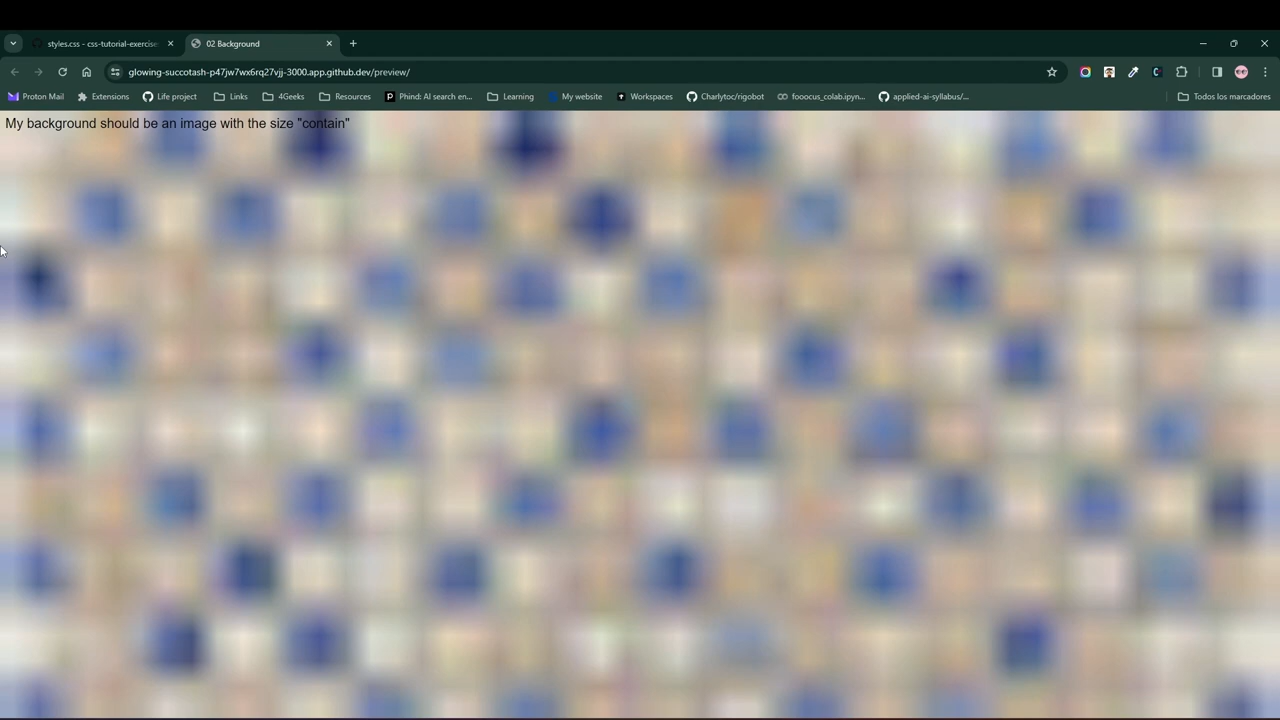 styles.css - css-tutorial-exercise
02 Background
glowing-succotash-p47jw7wx6rq27vjj-3000.app.github.dev/preview/
Proton Mail
Extensions
Life project
Links
4Geeks
Resources
Phind: AI search en...
Learning
My website
Workspaces
Charlytoc/rigobot
fooocus_colab.ipyn...
applied-ai-syllabus/...
Todos los marcadores
My background should be an image with the size "contain"